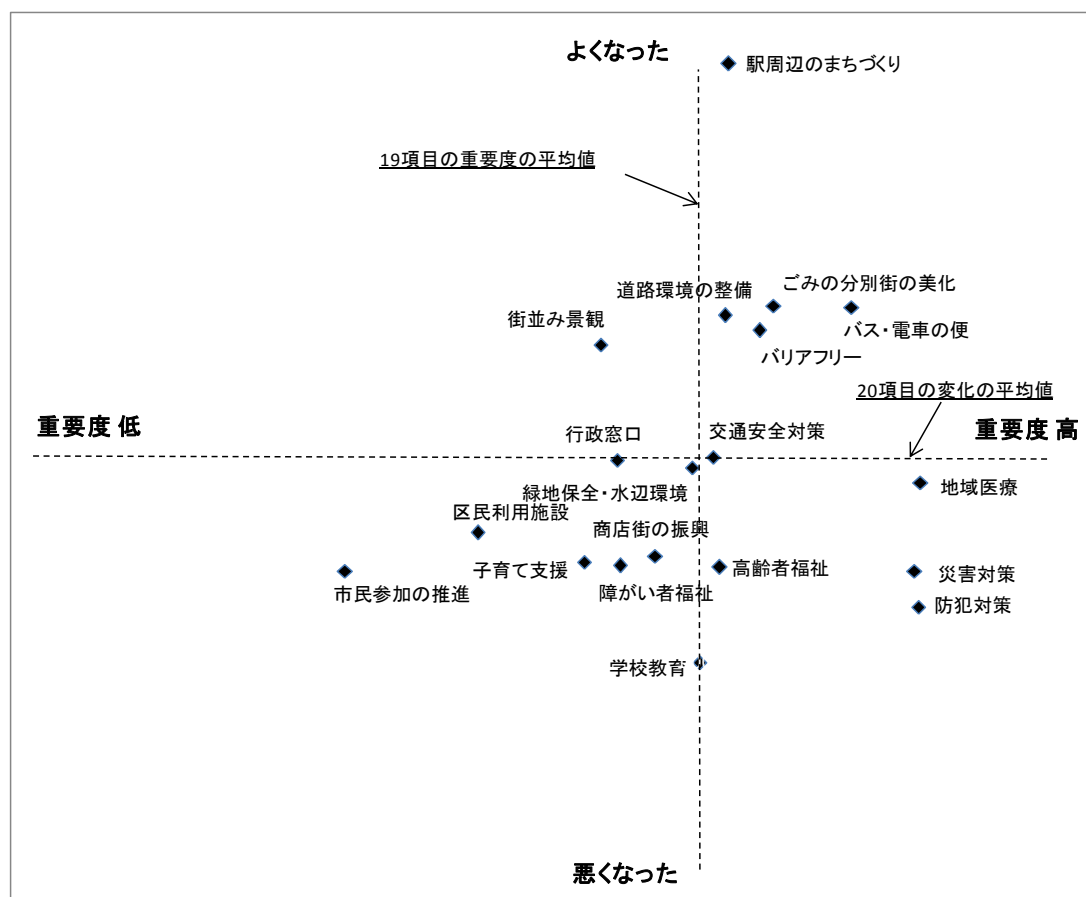 よくなった
駅周辺のまちづくり
19項目の重要度の平均値
ごみの分別街の美化
道路環境の整備
街並み景観
バス・電車の便
バリアフリー
20項目の変化の平均値
重要度 低
重要度 高
行政窓口
交通安全対策
緑地保全・水辺環境
地域医療
区民利用施設
商店街の振興
子育て支援
高齢者福祉
災害対策
市民参加の推進
障がい者福祉
防犯対策
学校教育
悪くなった